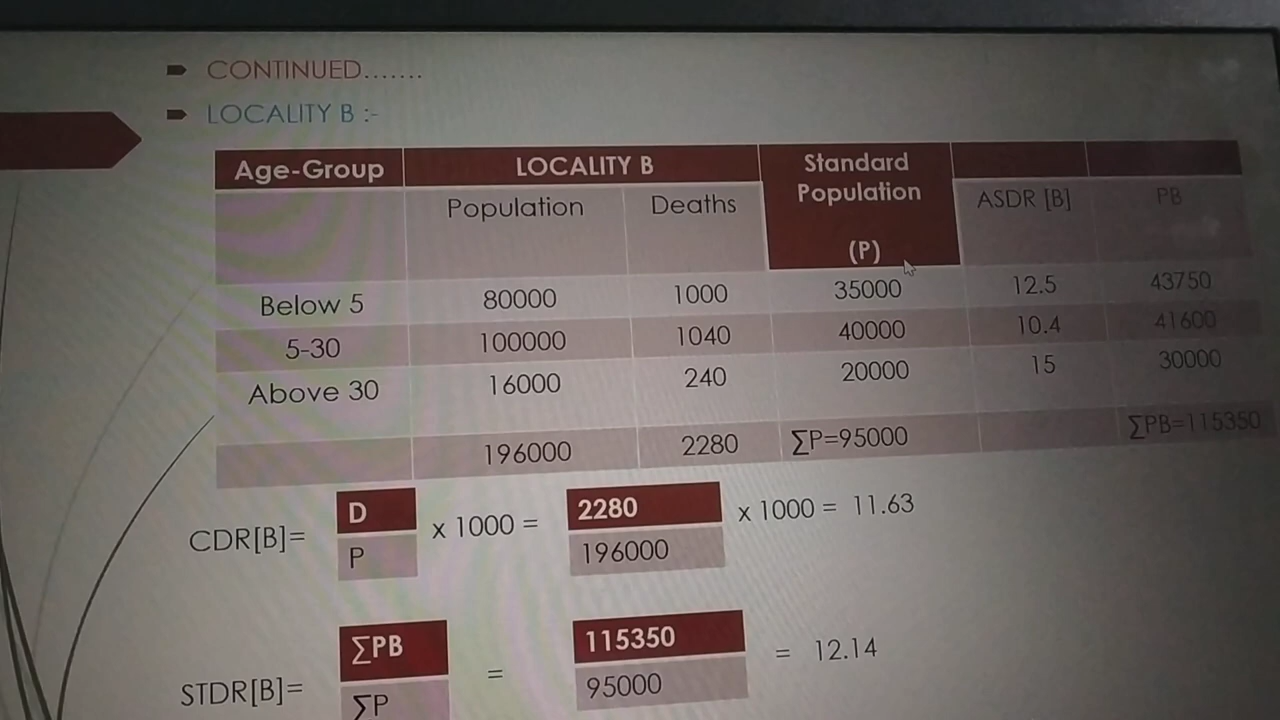 CONTINUED.......
LOCALITY B :-
Age-Group LOCALITY B Standard Population (P)
Population Deaths ASDR [B] PB
Below 5 80000 1000 35000 12.5 43750
5-30 100000 1040 40000 10.4 41600
Above 30 16000 240 20000 15 30000
196000 2280 ∑P=95000 ∑PB=115350
CDR[B]= D / P x 1000 = 2280 / 196000 x 1000 = 11.63
STDR[B]= ∑PB / ∑P = 115350 / 95000 = 12.14